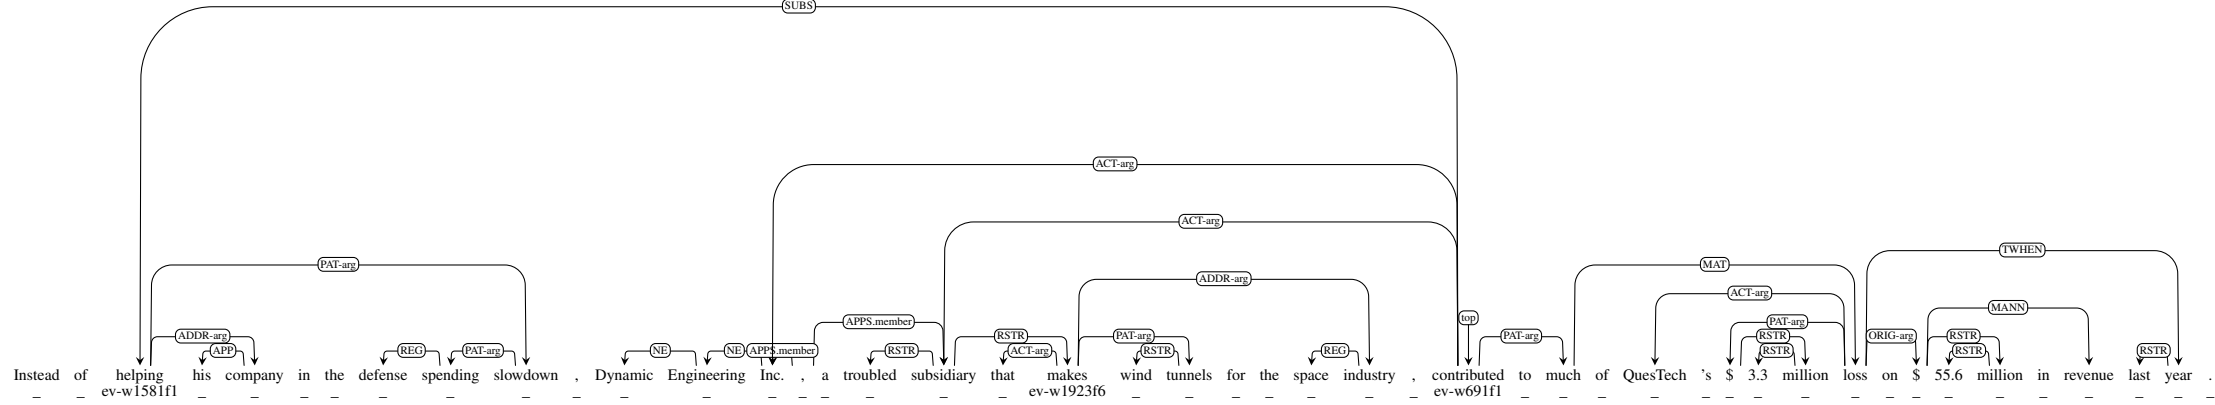 SUBS
ACT-arg
ACT-arg
TWHEN
PAT-arg MAT
ADDR-arg
ACT-arg
MANN
top
APPS.member PAT-arg
ADDR-arg RSTR PAT-arg PAT-arg RSTR ORIG-arg RSTR
APP REG PAT-arg NE NE APPS.member RSTR ACT-arg RSTR REG RSTR RSTR RSTR
Instead of helping his company in the defense spending slowdown , Dynamic Engineering Inc. , a troubled subsidiary that makes wind tunnels for the space industry , contributed to much of QuesTech 's $ 3.3 million loss on $ 55.6 million in revenue last year .
_ _ ev-w1581f1 _ _ _ _ _ _ _ _ _ _ _ _ _ _ _ _ ev-w1923f6 _ _ _ _ _ _ _ ev-w691f1 _ _ _ _ _ _ _ _ _ _ _ _ _ _ _ _ _ _